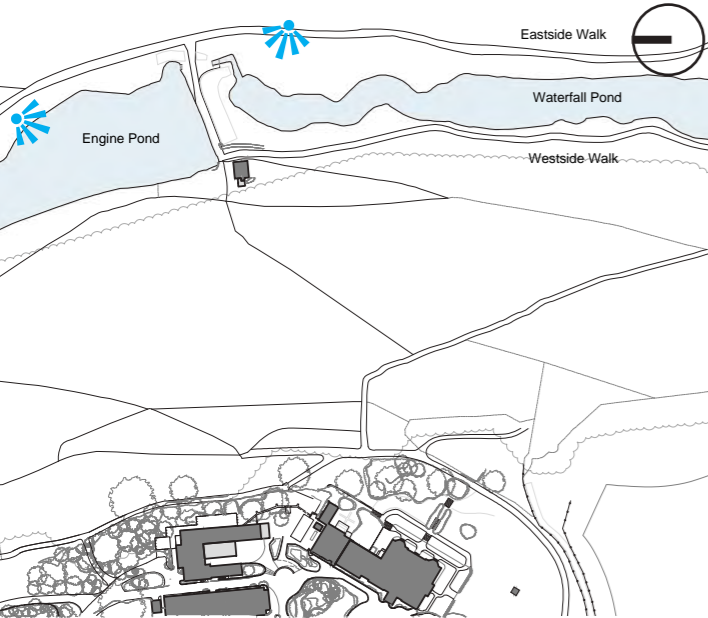 Eastside Walk
Waterfall Pond
Engine Pond
Westside Walk